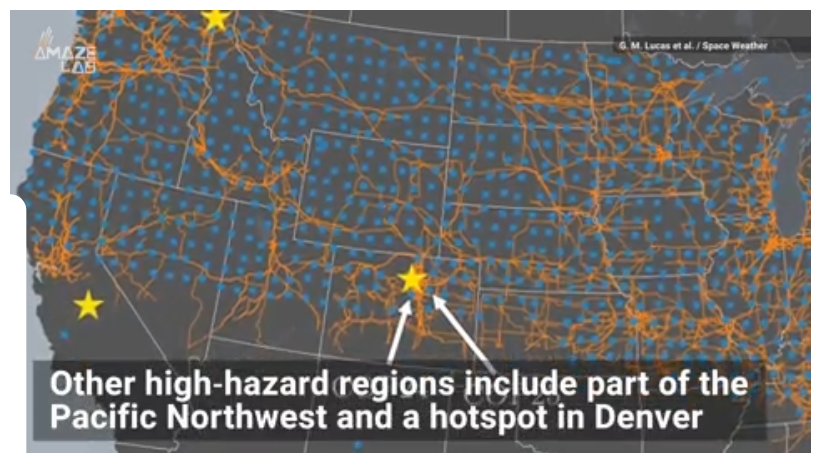 AMAZE
LAB
G. M. Lucas et al. / Space Weather
Other high-hazard regions include part of the
Pacific Northwest and a hotspot in Denver